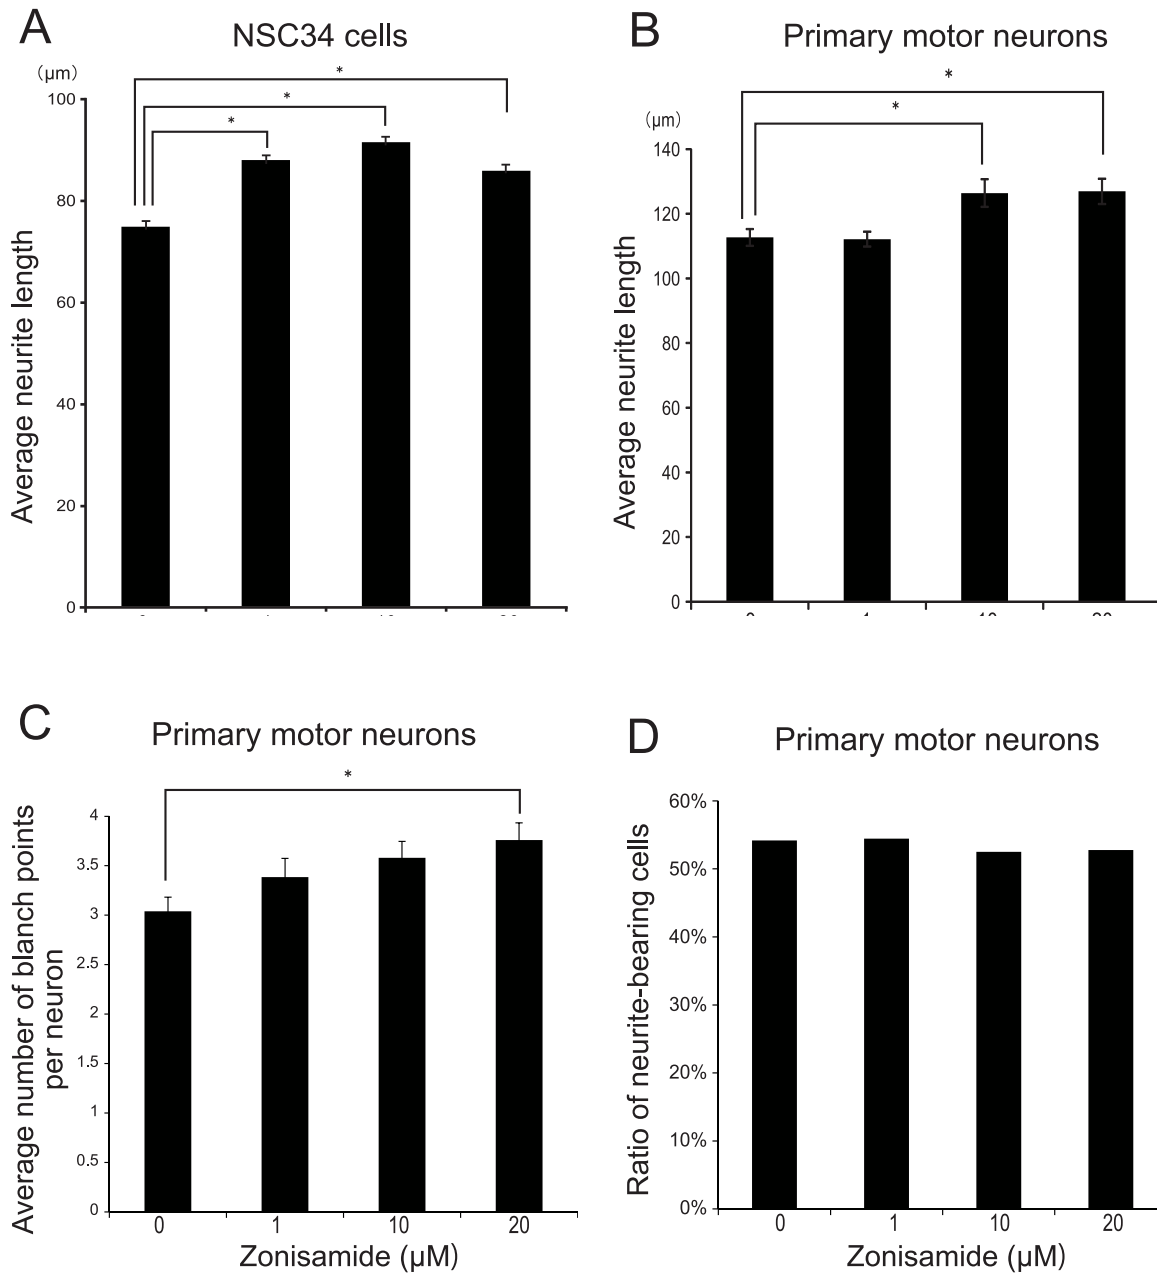 A
NSC34 cells
(μm)
*
*
*
100
80
60
40
20
0
Average neurite length
B
Primary motor neurons
(μm)
*
*
140
120
100
80
60
40
20
0
Average neurite length
C
Primary motor neurons
*
4
3.5
3
2.5
2
1.5
1
0.5
0
Average number of blanch points
per neuron
0 1 10 20
Zonisamide (μM)
D
Primary motor neurons
60%
50%
40%
30%
20%
10%
0%
Ratio of neurite-bearing cells
0 1 10 20
Zonisamide (μM)